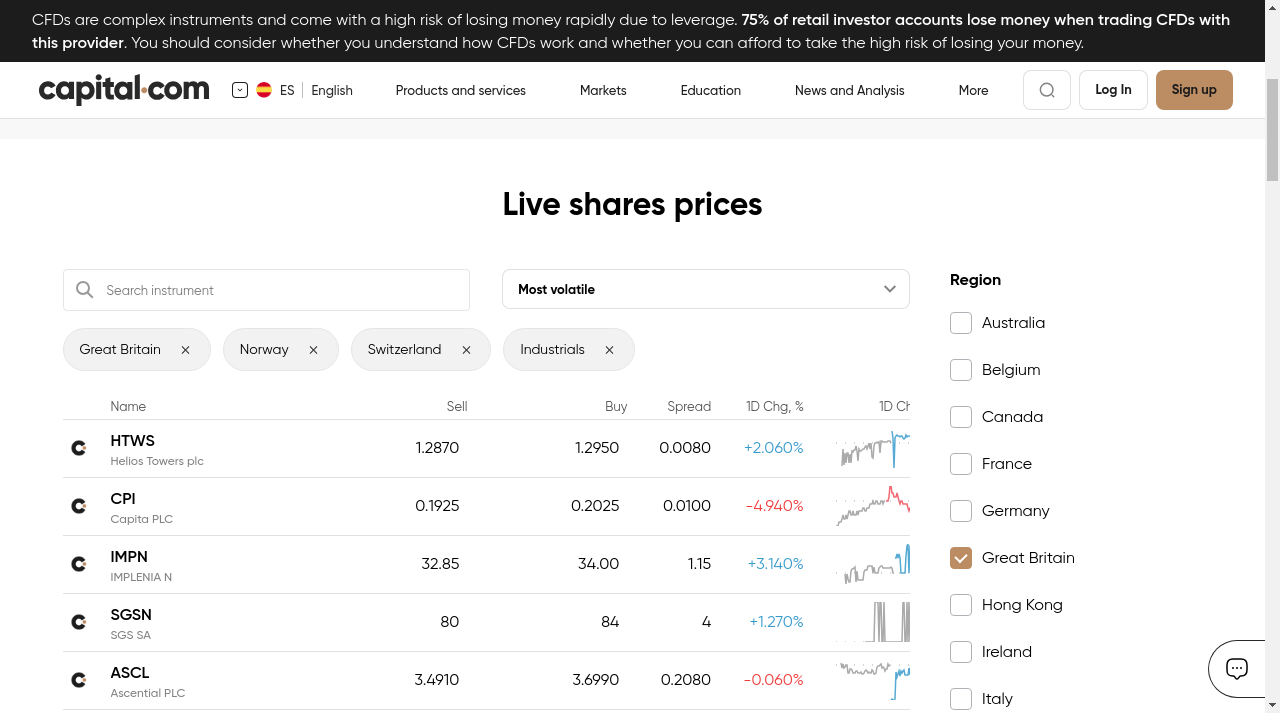 CFDs are complex instruments and come with a high risk of losing money rapidly due to leverage. 75% of retail investor accounts lose money when trading CFDs with
this provider. You should consider whether you understand how CFDs work and whether you can afford to take the high risk of losing your money.
capital.com ES English Products and services Markets Education News and Analysis More Log In Sign up
Live shares prices
Search instrument Most volatile
Great Britain Norway Switzerland Industrials
Name Sell Buy Spread 1D Chg, %
HTWS 1.2870 1.2950 0.0080 +2.060%
Helios Towers plc
CPI 0.1925 0.2025 0.0100 -4.940%
Capita PLC
IMPN 32.85 34.00 1.15 +3.140%
IMPLENIA N
SGSN 80 84 4 +1.270%
SGS SA
ASCL 3.4910 3.6990 0.2080 -0.060%
Ascential PLC
Region
Australia
Belgium
Canada
France
Germany
Great Britain
Hong Kong
Ireland
Italy